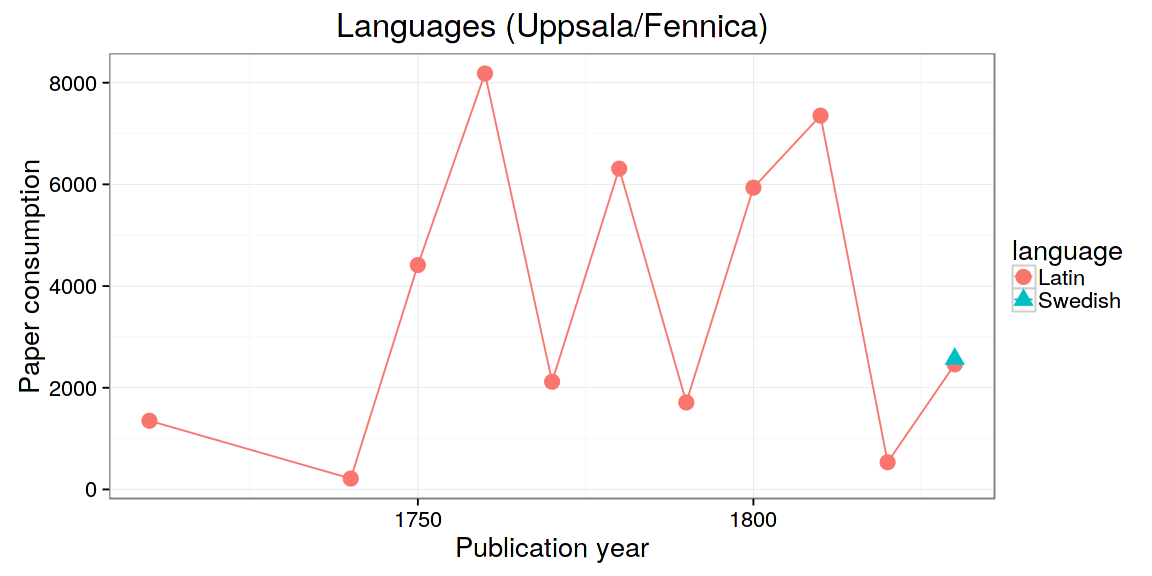 Languages (Uppsala/Fennica)
8000
6000
4000
2000
0
Paper consumption
1750
1800
Publication year
language
Latin
Swedish